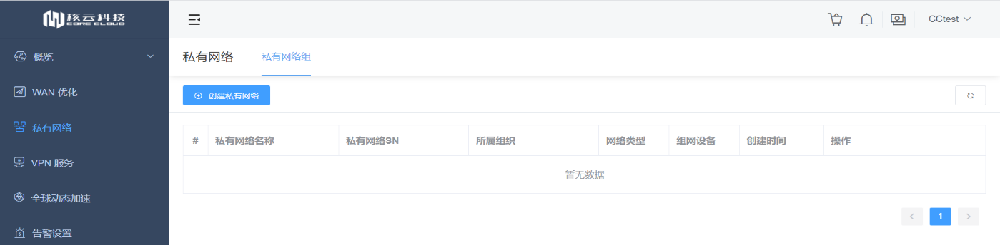 核云科技
CORE CLOUD
CCtest
概览
WAN 优化
私有网络
VPN 服务
全球动态加速
告警设置
私有网络 私有网络组
创建私有网络
# 私有网络名称 私有网络SN 所属组织 网络类型 组网设备 创建时间 操作
暂无数据
1